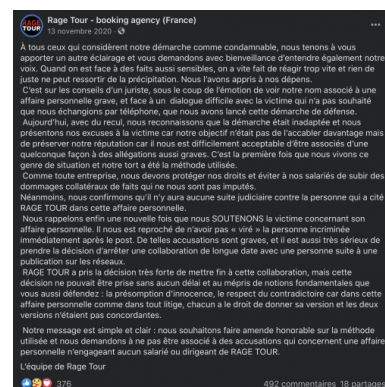 RAGE TOUR
Rage Tour - booking agency (France)
13 novembre 2020 ·
...
À tous ceux qui considèrent notre démarche comme condamnable, nous tenons à vous
apporter un autre éclairage et vous demandons avec bienveillance d'entendre également notre
voix. Quand on est face à des faits aussi sensibles, on a vite fait de réagir trop vite et rien de
juste ne peut ressortir de la précipitation. Nous l'avons appris à nos dépens.
C'est sur les conseils d'un juriste, sous le coup de l'émotion de voir notre nom associé à une
affaire personnelle grave, et face à un dialogue difficile avec la victime qui n'a pas souhaité
que nous échangions par téléphone, que nous avons lancé cette démarche de défense.
Aujourd'hui, avec du recul, nous reconnaissons que la démarche était inadaptée et nous
présentons nos excuses à la victime car notre objectif n'était pas de l'accabler davantage mais
de préserver notre réputation car il nous est difficilement acceptable d'être associés d'une
quelconque façon à des allégations aussi graves. C'est la première fois que nous vivons ce
genre de situation et notre tort a été la méthode utilisée.
Comme toute entreprise, nous devons protéger nos droits et éviter à nos salariés de subir des
dommages collatéraux de faits qui ne nous sont pas imputés.
Néanmoins, nous confirmons qu'il n'y aura aucune suite judiciaire contre la personne qui a cité
RAGE TOUR dans cette affaire personnelle.
Nous rappelons enfin une nouvelle fois que nous SOUTENONS la victime concernant son
affaire personnelle. Il nous est reproché de n'avoir pas « viré » la personne incriminée
immédiatement après le post. De telles accusations sont graves, et il est aussi très sérieux de
prendre la décision d'arrêter une collaboration de longue date avec une personne suite à une
publication sur les réseaux.
RAGE TOUR a pris la décision très forte de mettre fin à cette collaboration, mais cette
décision ne pouvait être prise sans aucun délai et au mépris de notions fondamentales que
vous aussi défendez : la présomption d'innocence, le respect du contradictoire car dans cette
affaire personnelle comme dans tout litige, chacun a le droit de donner sa version et les deux
versions n'étaient pas concordantes.
Notre message est simple et clair : nous souhaitons faire amende honorable sur la méthode
utilisée et nous demandons à ne pas être associé à des accusations qui concernent une affaire
personnelle n'engageant aucun salarié ou dirigeant de RAGE TOUR.
L'équipe de Rage Tour
376
492 commentaires 18 partages